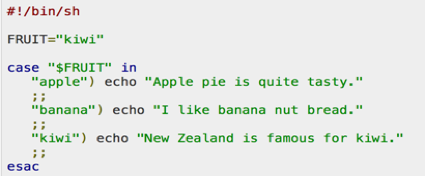 #!/bin/sh
FRUIT="kiwi"
case "$FRUIT" in
"apple") echo "Apple pie is quite tasty."
;;
"banana") echo "I like banana nut bread."
;;
"kiwi") echo "New Zealand is famous for kiwi."
;;
esac